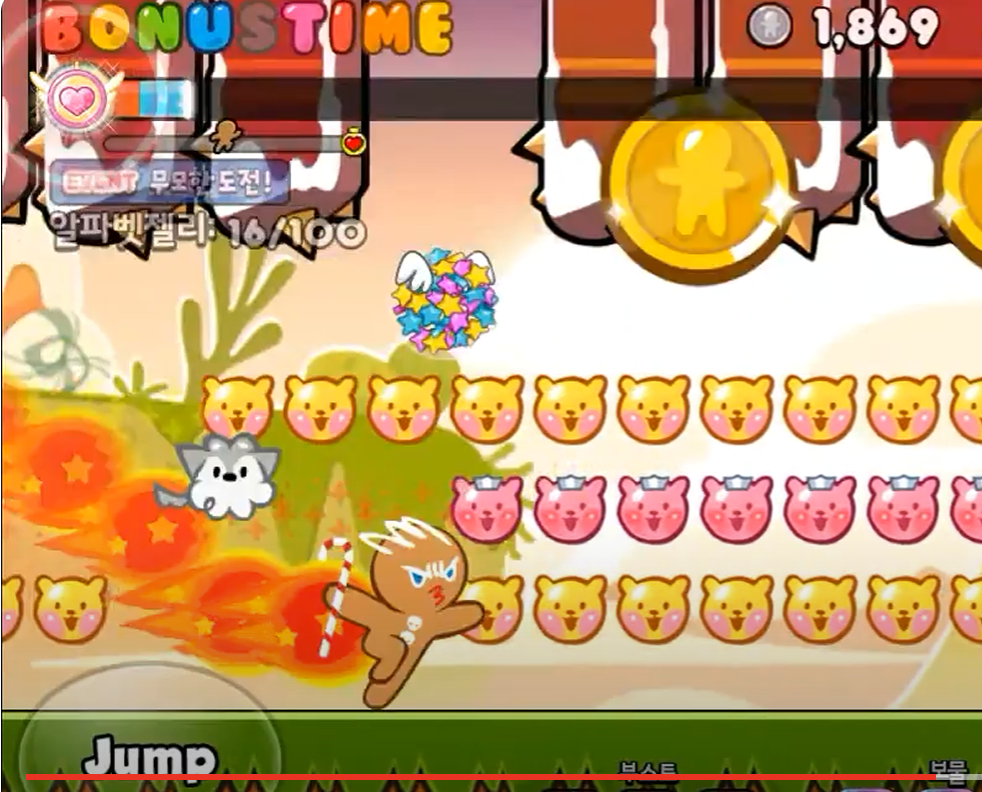 BONUSTIME
1,869
EVENT 무모한 도전!
알파벳젤리: 16/100
Jump
부스트
보물